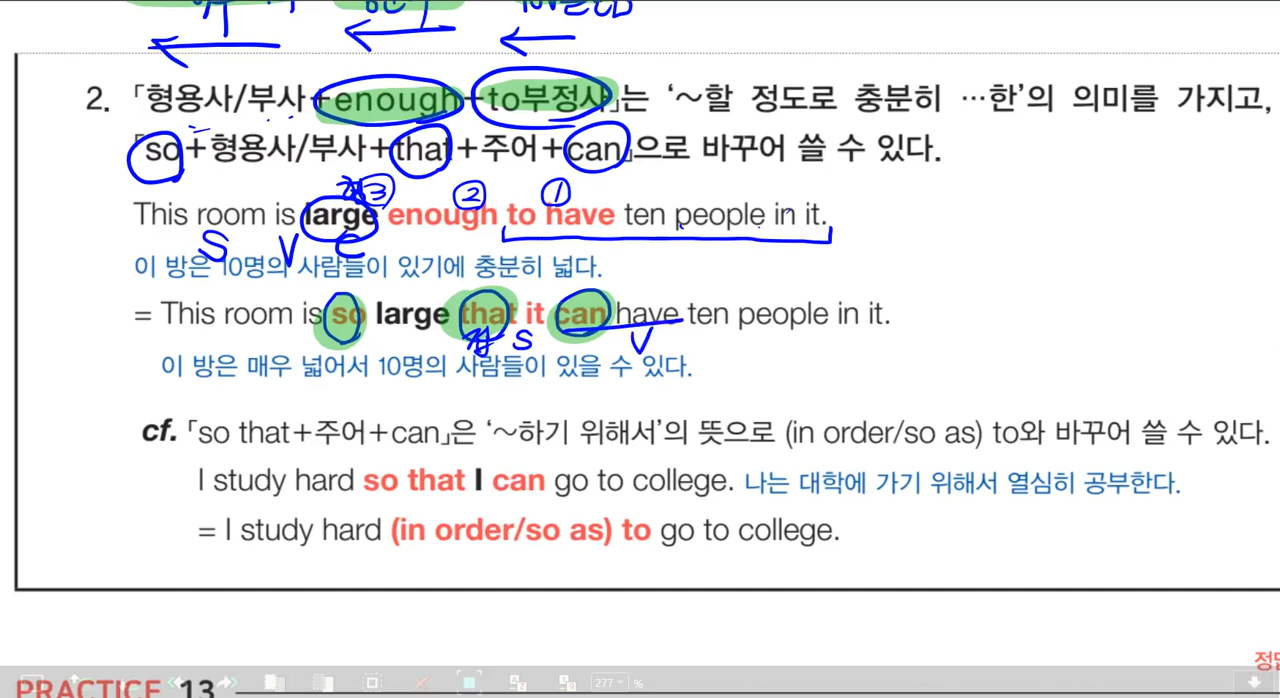 2. 「형용사/부사+enough+to부정사」는 '~할 정도로 충분히 …한'의 의미를 가지고,
「so+형용사/부사+that+주어+can」으로 바꾸어 쓸 수 있다.
③ ② ①
This room is large enough to have ten people in it.
S V C
이 방은 10명의 사람들이 있기에 충분히 넓다.
= This room is so large that it can have ten people in it.
접 S V
이 방은 매우 넓어서 10명의 사람들이 있을 수 있다.
cf. 「so that+주어+can」은 '~하기 위해서'의 뜻으로 (in order/so as) to와 바꾸어 쓸 수 있다.
I study hard so that I can go to college. 나는 대학에 가기 위해서 열심히 공부한다.
= I study hard (in order/so as) to go to college.
PRACTICE 13
277 %